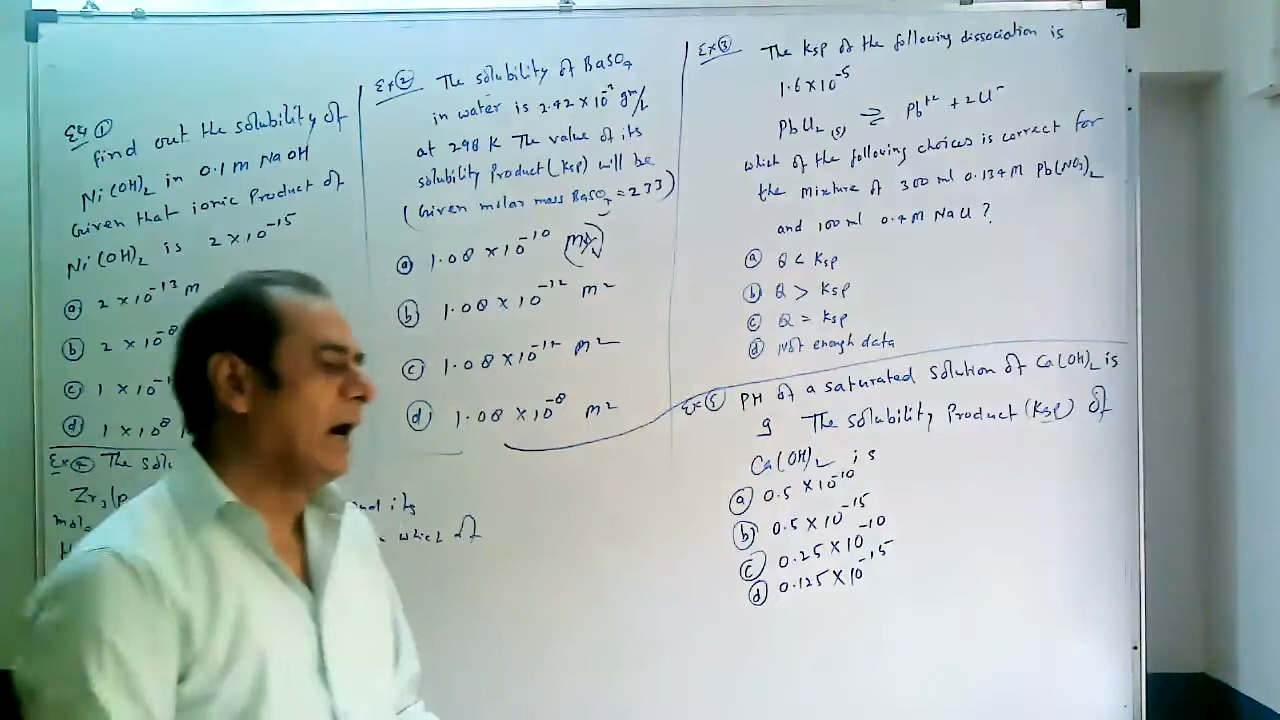 Ex ①
find out the solubility of
Ni(OH)₂ in 0.1 M NaOH
Given that ionic Product of
Ni(OH)₂ is 2 × 10⁻¹⁵
ⓐ 2 × 10⁻¹³ M
ⓑ 2 × 10⁻⁸
ⓒ 1 × 10⁻¹
ⓓ 1 × 10⁸
Ex The
Zr₃(P
and its
which of
Ex② The solubility of BaSO₄
in water is 2.42 × 10⁻³ gm/L
at 298 K The value of its
solubility Product (Ksp) will be
(Given molar mass BaSO₄ = 233)
ⓐ 1.08 × 10⁻¹⁰ M²
ⓑ 1.08 × 10⁻¹² M²
ⓒ 1.08 × 10⁻¹⁴ M²
ⓓ 1.08 × 10⁻⁸ M²
Ex③ The Ksp of the following dissociation is
1.6 × 10⁻⁵
PbCl₂ (s) ⇌ Pb⁺² + 2Cl⁻
which of the following choices is correct for
the mixture of 300 ml 0.134 M Pb(NO₃)₂
and 100 ml 0.4 M NaCl ?
ⓐ Q < Ksp
ⓑ Q > Ksp
ⓒ Q = Ksp
ⓓ Not enough data
Ex⑤ PH of a saturated solution of Ca(OH)₂ is
9 The solubility Product (Ksp) of
Ca(OH)₂ is
ⓐ 0.5 × 10⁻¹⁰
ⓑ 0.5 × 10⁻¹⁵
ⓒ 0.25 × 10⁻¹⁰
ⓓ 0.125 × 10⁻¹⁵